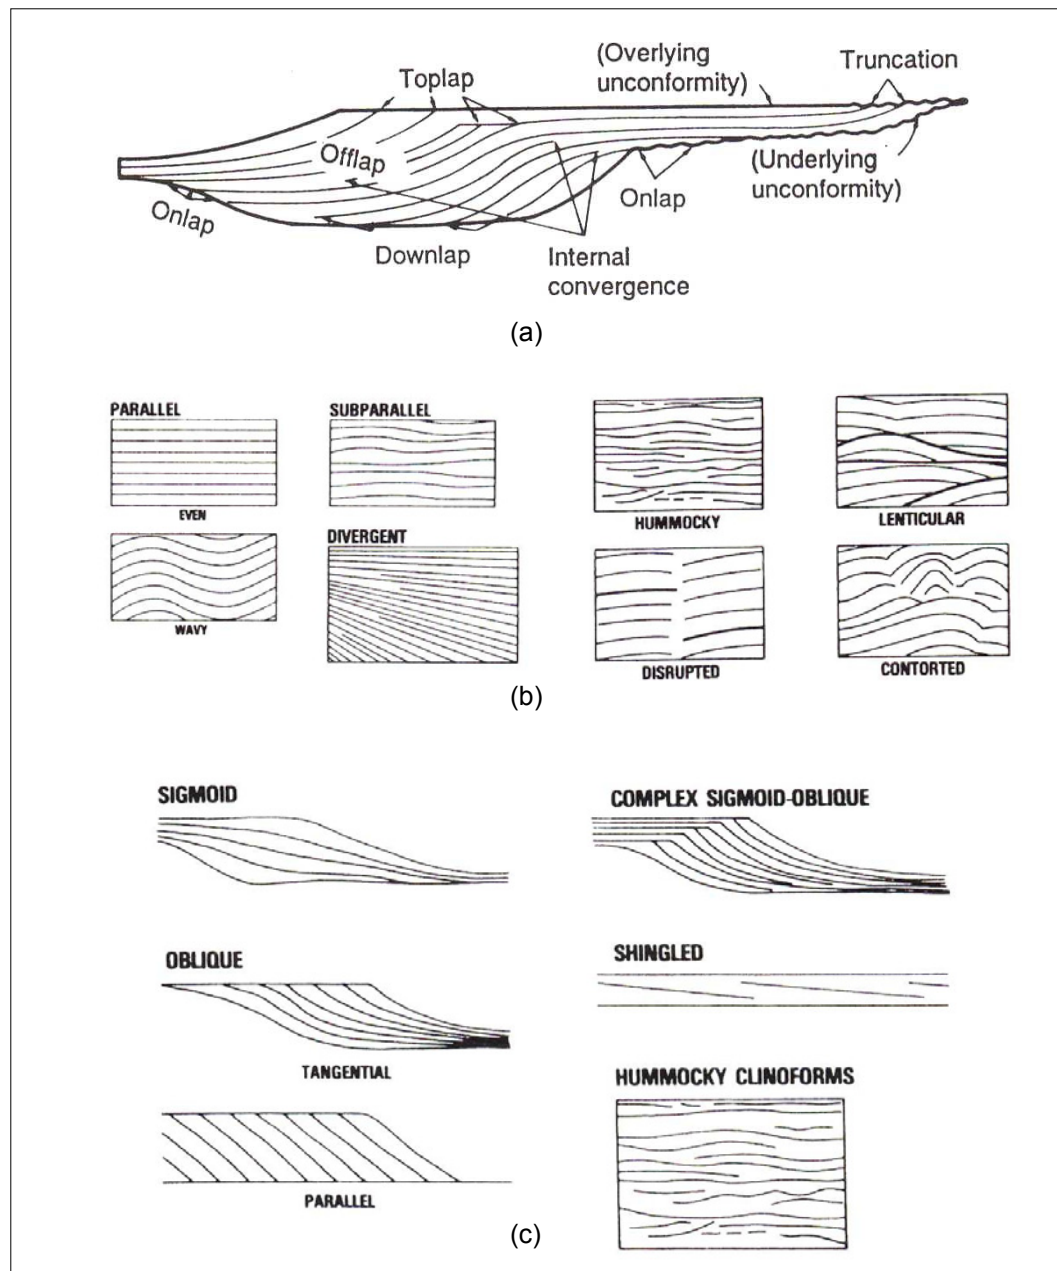 (Overlying
unconformity)
Truncation
Toplap
Offlap
(Underlying
unconformity)
Onlap
Onlap
Downlap
Internal
convergence
(a)
PARALLEL
SUBPARALLEL
EVEN
HUMMOCKY
LENTICULAR
DIVERGENT
WAVY
DISRUPTED
CONTORTED
(b)
SIGMOID
COMPLEX SIGMOID-OBLIQUE
OBLIQUE
SHINGLED
TANGENTIAL
HUMMOCKY CLINOFORMS
PARALLEL
(c)